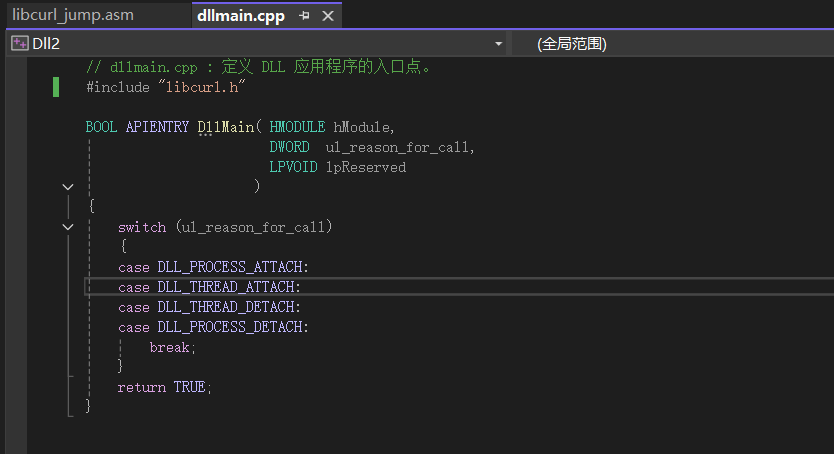 libcurl_jump.asm
dllmain.cpp
Dll2
(全局范围)
// dllmain.cpp : 定义 DLL 应用程序的入口点。
#include "libcurl.h"
BOOL APIENTRY DllMain( HMODULE hModule,
DWORD  ul_reason_for_call,
LPVOID lpReserved
)
{
switch (ul_reason_for_call)
{
case DLL_PROCESS_ATTACH:
case DLL_THREAD_ATTACH:
case DLL_THREAD_DETACH:
case DLL_PROCESS_DETACH:
break;
}
return TRUE;
}